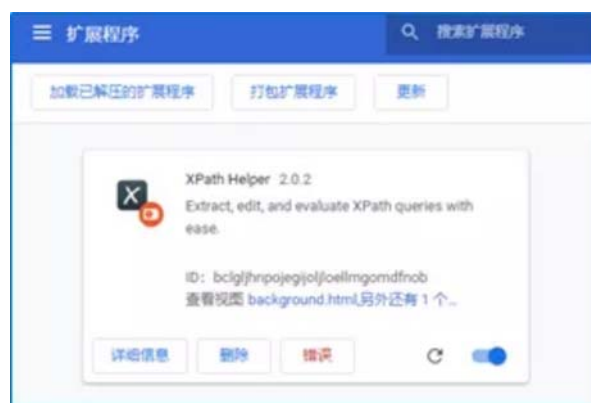 扩展程序
搜索扩展程序
加载已解压的扩展程序
打包扩展程序
更新
XPath Helper 2.0.2
Extract, edit, and evaluate XPath queries with
ease.
查看视图 background.html,另外还有 1 个...
详细信息
删除
错误